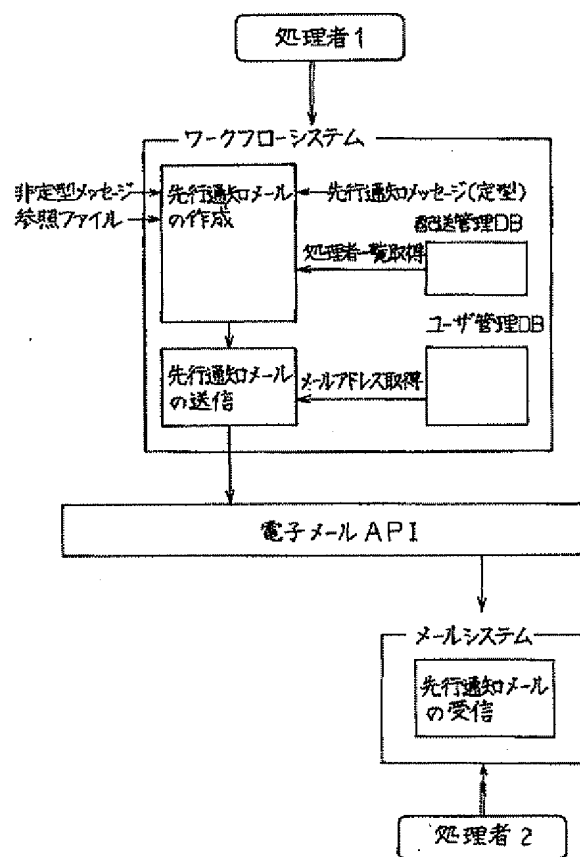 処理者1
ワークフローシステム
非定型メッセージ
参照ファイル
先行通知メール
の作成
先行通知メッセージ(定型)
配送管理DB
処理者一覧取得
ユーザ管理DB
先行通知メール
の送信
メールアドレス取得
電子メールAPI
メールシステム
先行通知メール
の受信
処理者2